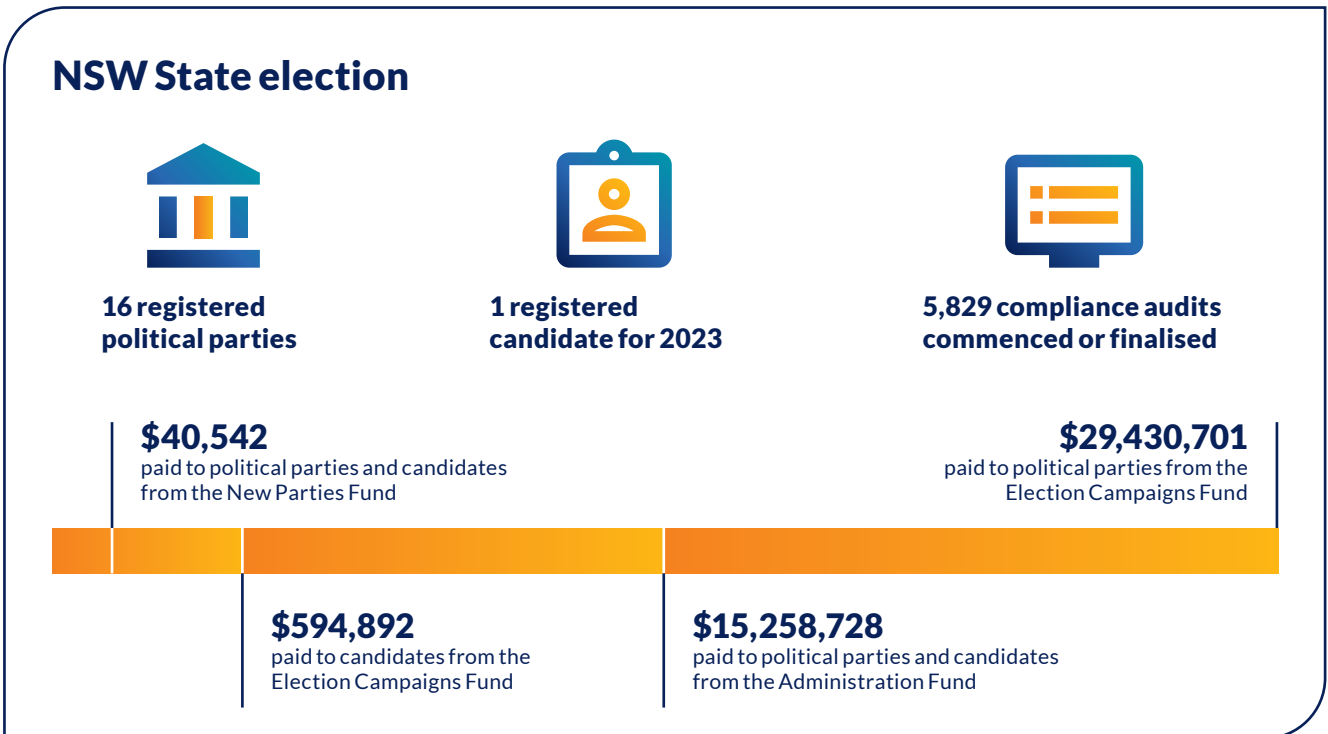 NSW State election
16 registered
political parties
1 registered
candidate for 2023
5,829 compliance audits
commenced or finalised
$40,542
paid to political parties and candidates
from the New Parties Fund
$29,430,701
paid to political parties from the
Election Campaigns Fund
$594,892
paid to candidates from the
Election Campaigns Fund
$15,258,728
paid to political parties and candidates
from the Administration Fund